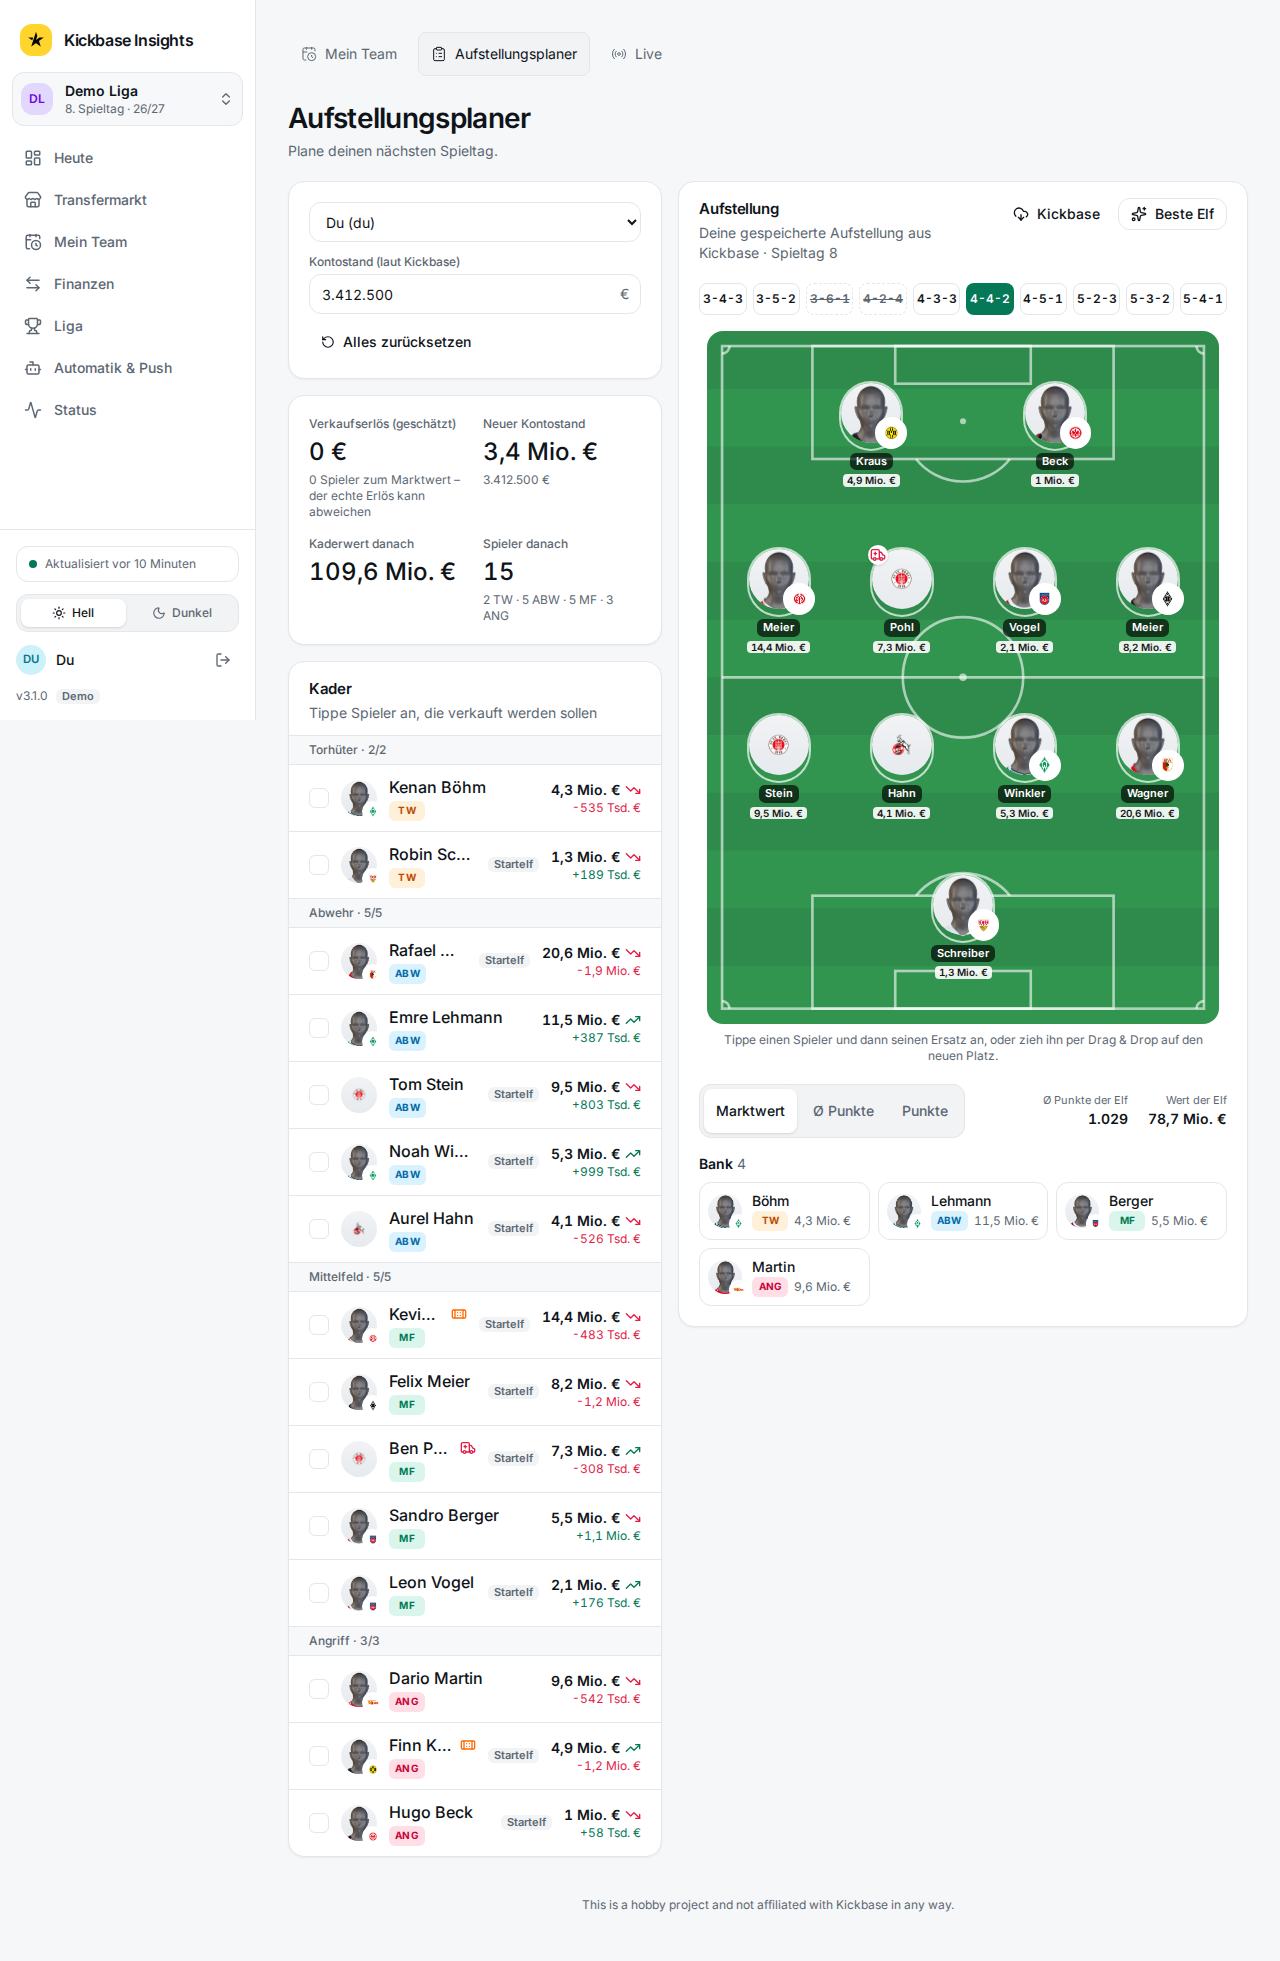 Kickbase Insights
DL
Demo Liga
8. Spieltag · 26/27
Heute
Transfermarkt
Mein Team
Finanzen
Liga
Automatik & Push
Status
Aktualisiert vor 10 Minuten
Hell
Dunkel
DU
Du
v3.1.0
Demo
Mein Team
Aufstellungsplaner
Live
Aufstellungsplaner
Plane deinen nächsten Spieltag.
Du (du)
Kontostand (laut Kickbase)
3.412.500 €
Alles zurücksetzen
Verkaufserlös (geschätzt)
0 €
0 Spieler zum Marktwert –
der echte Erlös kann
abweichen
Neuer Kontostand
3,4 Mio. €
3.412.500 €
Kaderwert danach
109,6 Mio. €
Spieler danach
15
2 TW · 5 ABW · 5 MF · 3
ANG
Kader
Tippe Spieler an, die verkauft werden sollen
Torhüter · 2/2
Kenan Böhm
TW
4,3 Mio. €
-535 Tsd. €
Robin Sc...
TW
Startelf
1,3 Mio. €
+189 Tsd. €
Abwehr · 5/5
Rafael ...
ABW
Startelf
20,6 Mio. €
-1,9 Mio. €
Emre Lehmann
ABW
11,5 Mio. €
+387 Tsd. €
Tom Stein
ABW
Startelf
9,5 Mio. €
+803 Tsd. €
Noah Wi...
ABW
Startelf
5,3 Mio. €
+999 Tsd. €
Aurel Hahn
ABW
Startelf
4,1 Mio. €
-526 Tsd. €
Mittelfeld · 5/5
Kevi...
MF
Startelf
14,4 Mio. €
-483 Tsd. €
Felix Meier
MF
Startelf
8,2 Mio. €
-1,2 Mio. €
Ben P...
MF
Startelf
7,3 Mio. €
-308 Tsd. €
Sandro Berger
MF
5,5 Mio. €
+1,1 Mio. €
Leon Vogel
MF
Startelf
2,1 Mio. €
+176 Tsd. €
Angriff · 3/3
Dario Martin
ANG
9,6 Mio. €
-542 Tsd. €
Finn K...
ANG
Startelf
4,9 Mio. €
-1,2 Mio. €
Hugo Beck
ANG
Startelf
1 Mio. €
+58 Tsd. €
Aufstellung
Deine gespeicherte Aufstellung aus
Kickbase · Spieltag 8
Kickbase
Beste Elf
3-4-3 3-5-2 3-6-1 4-2-4 4-3-3 4-4-2 4-5-1 5-2-3 5-3-2 5-4-1
Kraus
4,9 Mio. €
Beck
1 Mio. €
Meier
14,4 Mio. €
Pohl
7,3 Mio. €
Vogel
2,1 Mio. €
Meier
8,2 Mio. €
Stein
9,5 Mio. €
Hahn
4,1 Mio. €
Winkler
5,3 Mio. €
Wagner
20,6 Mio. €
Schreiber
1,3 Mio. €
Tippe einen Spieler und dann seinen Ersatz an, oder zieh ihn per Drag & Drop auf den
neuen Platz.
Marktwert
Ø Punkte
Punkte
Ø Punkte der Elf
1.029
Wert der Elf
78,7 Mio. €
Bank 4
Böhm
TW 4,3 Mio. €
Lehmann
ABW 11,5 Mio. €
Berger
MF 5,5 Mio. €
Martin
ANG 9,6 Mio. €
This is a hobby project and not affiliated with Kickbase in any way.